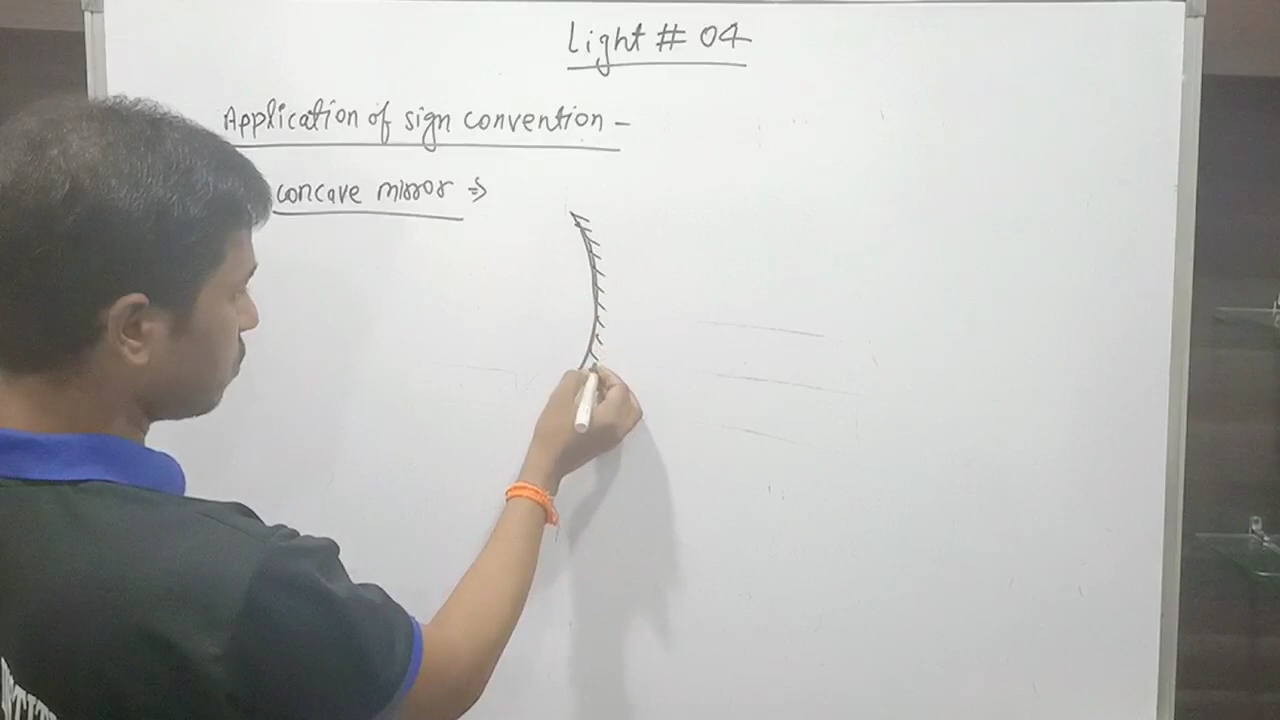 Light # 04
Application of sign convention -
concave mirror ⇒